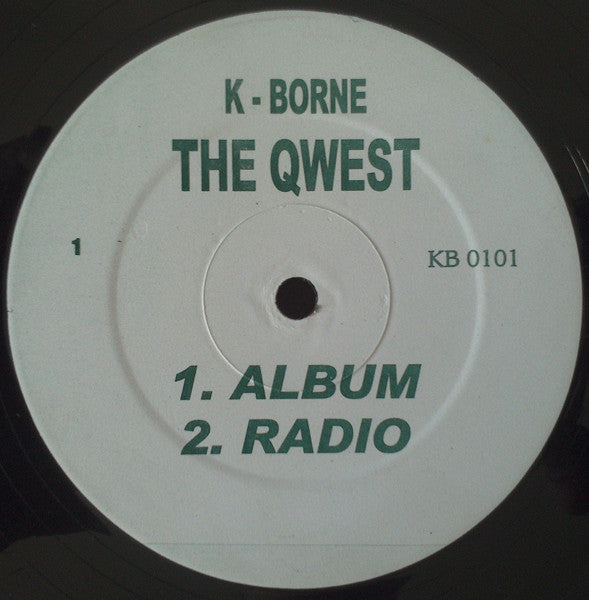 K - BORNE
THE QWEST
1
KB 0101
1. ALBUM
2. RADIO